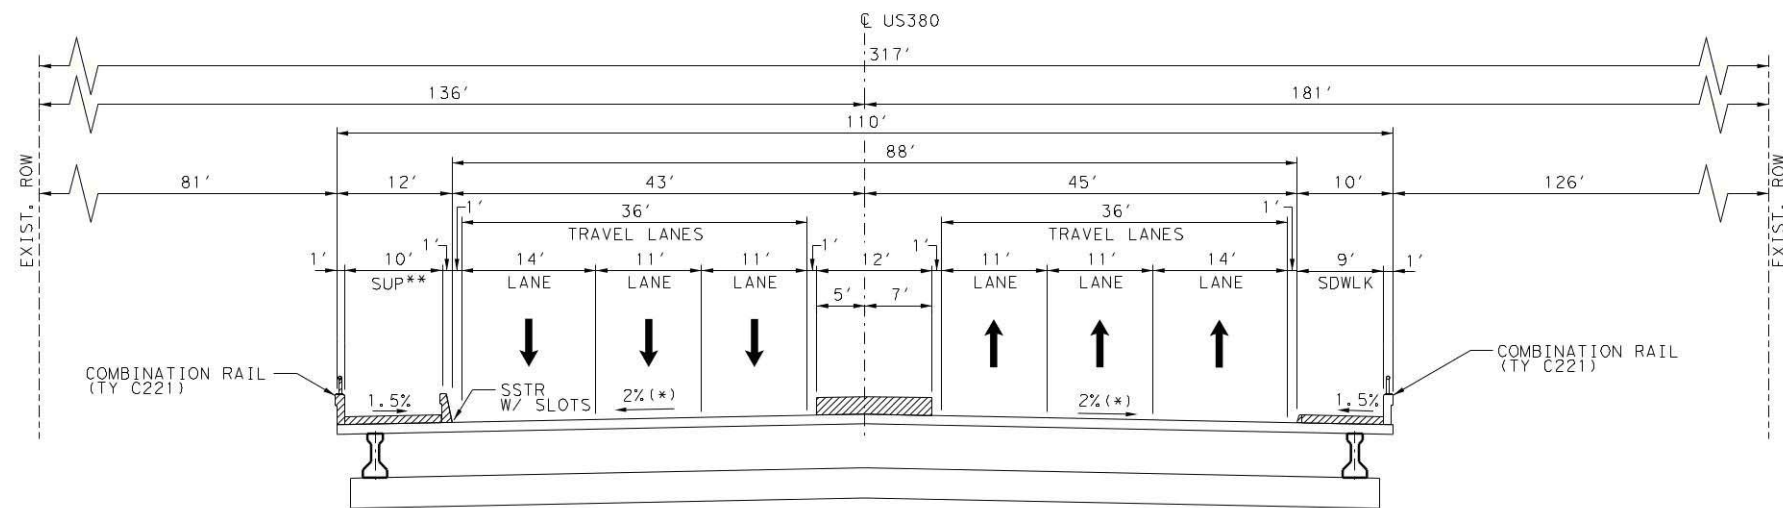 ℄ US380
317′
136′ 181′
110′
88′
81′ 12′ 43′ 45′ 10′ 126′
EXIST. ROW
EXIST. ROW
1′ 36′ 36′ 1′
TRAVEL LANES TRAVEL LANES
1′ 1′ 1′
1′ 10′ 14′ 11′ 11′ 12′ 11′ 11′ 14′ 9′ 1′
SUP** LANE LANE LANE LANE LANE LANE SDWLK
5′ 7′
COMBINATION RAIL
(TY C221)
COMBINATION RAIL
(TY C221)
1.5% SSTR
W/ SLOTS
2%(*) 2%(*) 1.5%